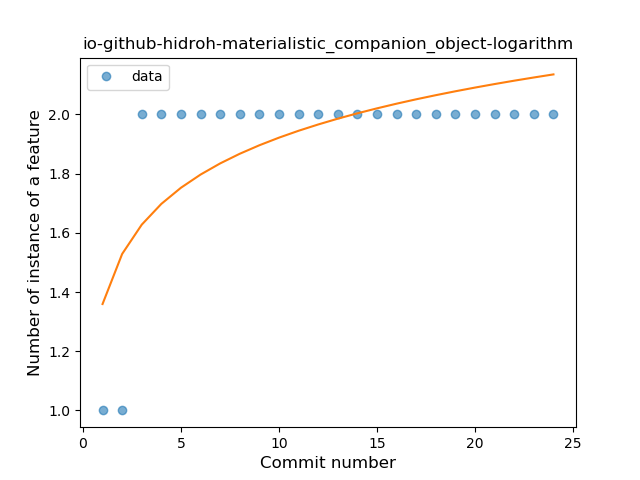 io-github-hidroh-materialistic_companion_object-logarithm
data
Number of instance of a feature
2.0
1.8
1.6
1.4
1.2
1.0
0 5 10 15 20 25
Commit number